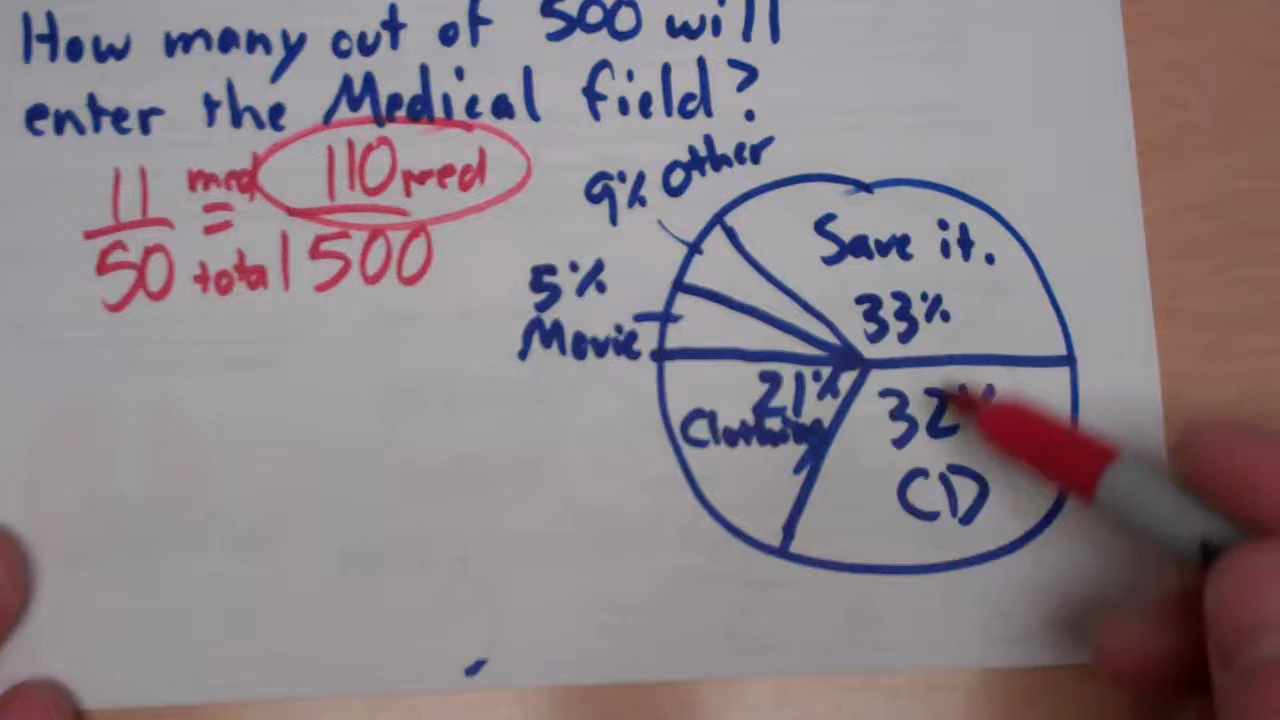 How many out of 500 will
enter the Medical field?
11 med 110 med
50 = total 500
9% Other
5%
Movie
Save it.
33%
21%
Clothing
32%
CD